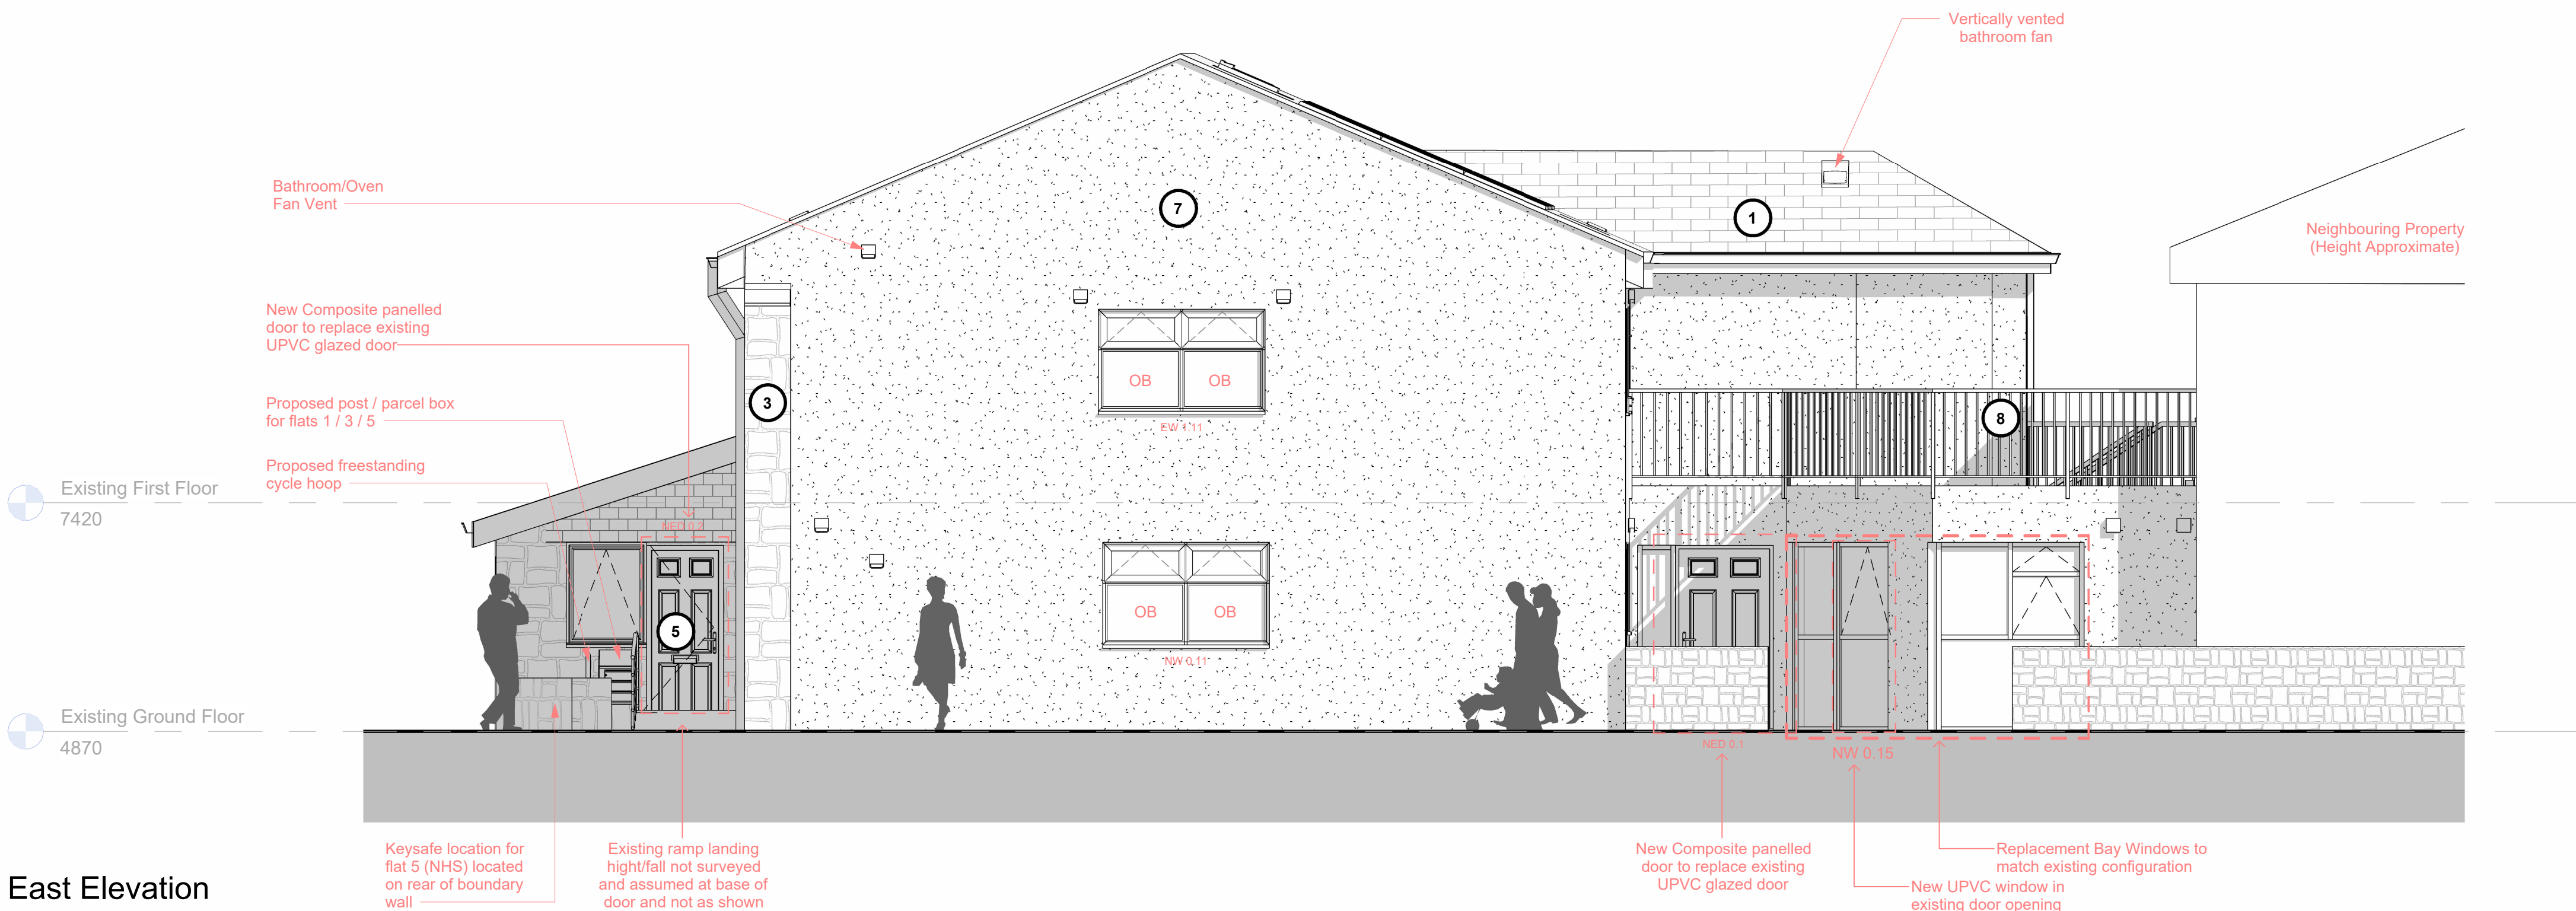 Vertically vented
bathroom fan
Bathroom/Oven
Fan Vent
7
1
Neighbouring Property
(Height Approximate)
New Composite panelled
door to replace existing
UPVC glazed door
OB OB
3
Proposed post / parcel box
for flats 1 / 3 / 5
8
EW 1.11
Proposed freestanding
cycle hoop
Existing First Floor
7420
NED 0.2
OB OB
5
NW 0.11
Existing Ground Floor
4870
NED 0.1
NW 0.15
Keysafe location for
flat 5 (NHS) located
on rear of boundary
wall
Existing ramp landing
hight/fall not surveyed
and assumed at base of
door and not as shown
New Composite panelled
door to replace existing
UPVC glazed door
Replacement Bay Windows to
match existing configuration
New UPVC window in
existing door opening
East Elevation